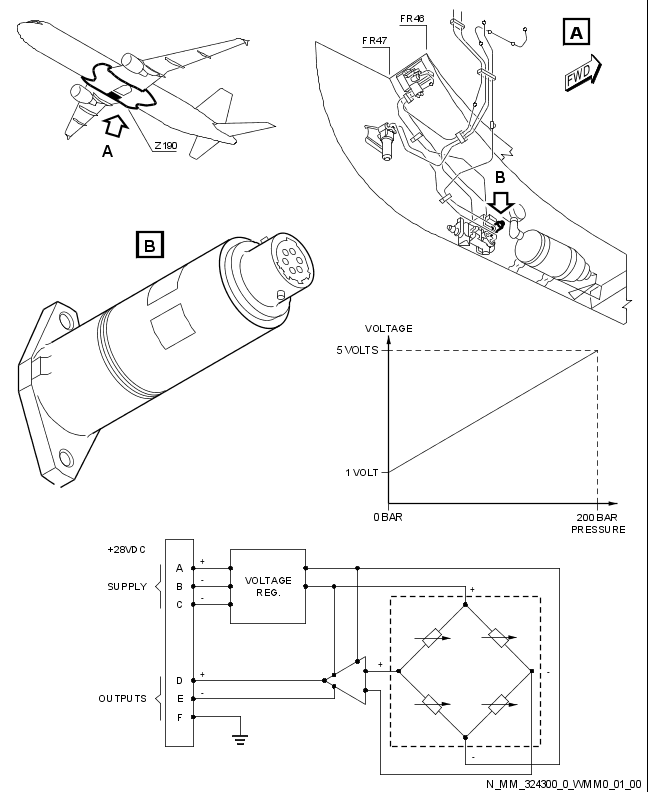 FR46
FR47
A
FWD
Z190
A
B
B
VOLTAGE
5 VOLTS
1 VOLT
0 BAR
200 BAR
PRESSURE
+28VDC
SUPPLY
A
+
B
-
C
-
VOLTAGE
REG.
+
+
-
OUTPUTS
D
+
E
-
F
-
N_MM_324300_0_WMM0_01_00